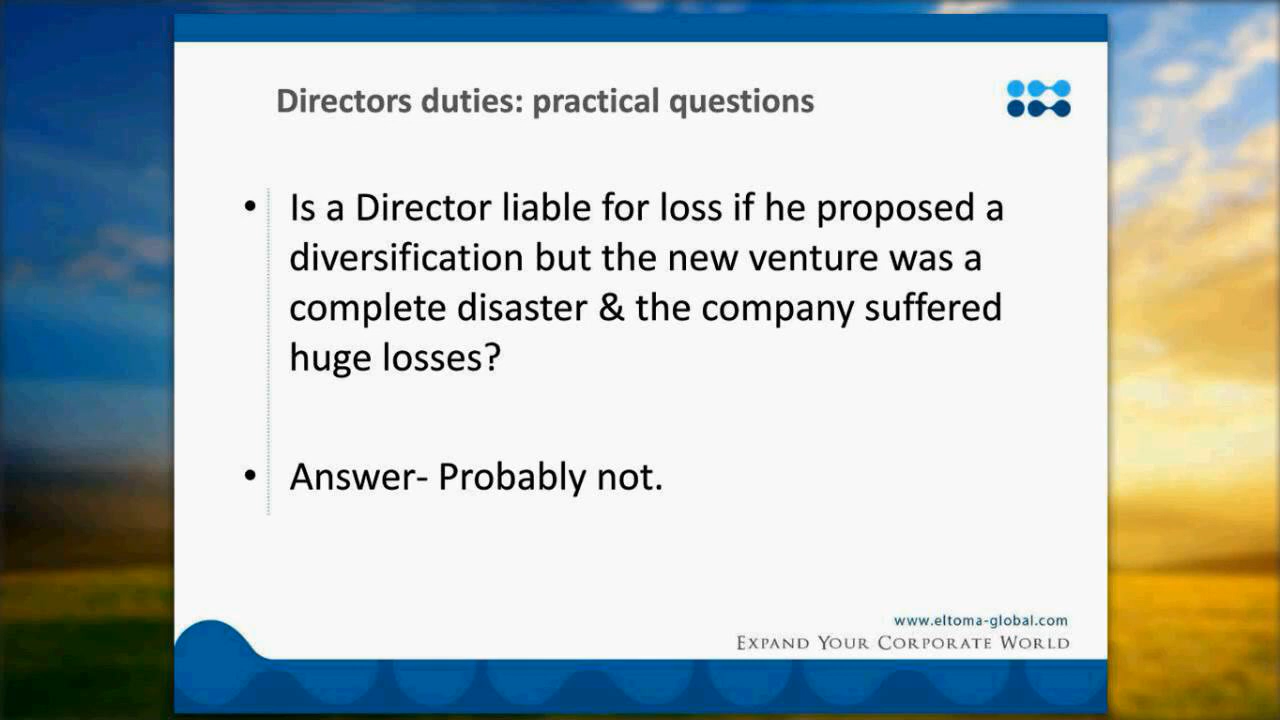 Directors duties: practical questions
• Is a Director liable for loss if he proposed a
diversification but the new venture was a
complete disaster & the company suffered
huge losses?
• Answer- Probably not.
www.eltoma-global.com
EXPAND YOUR CORPORATE WORLD